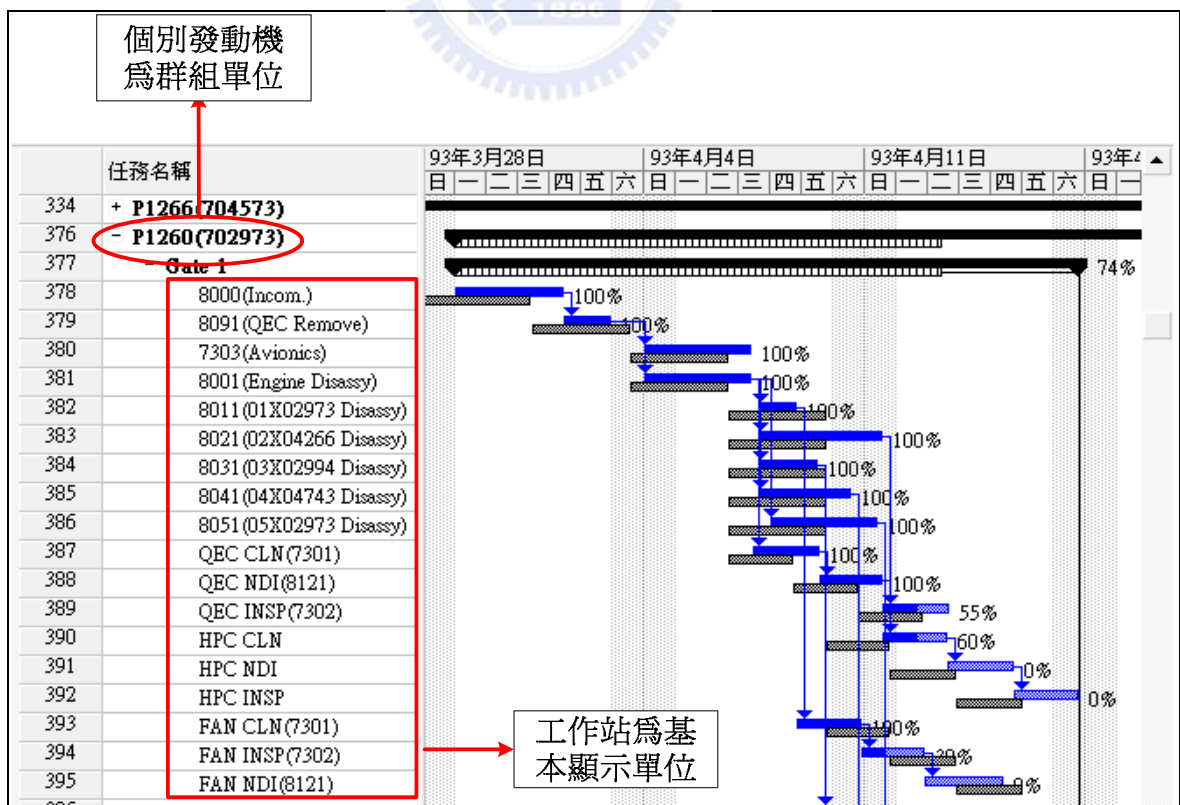 1896
個別發動機
爲群組單位
任務名稱
93年3月28日 93年4月4日 93年4月11日 93年4
日 一 二 三 四 五 六 日 一 二 三 四 五 六 日 一 二 三 四 五 六 日 一
334 + P1266(704573)
376 - P1260(702973)
377 - Gate 1 74%
378 8000(Incom.) 100%
379 8091(QEC Remove) 100%
380 7303(Avionics) 100%
381 8001(Engine Disassy) 100%
382 8011(01X02973 Disassy) 100%
383 8021(02X04266 Disassy) 100%
384 8031(03X02994 Disassy) 100%
385 8041(04X04743 Disassy) 100%
386 8051(05X02973 Disassy) 100%
387 QEC CLN(7301) 100%
388 QEC NDI(8121) 100%
389 QEC INSP(7302) 55%
390 HPC CLN 60%
391 HPC NDI 0%
392 HPC INSP 0%
393 FAN CLN(7301) 100%
394 FAN INSP(7302)
395 FAN NDI(8121) 0%
工作站爲基
本顯示單位